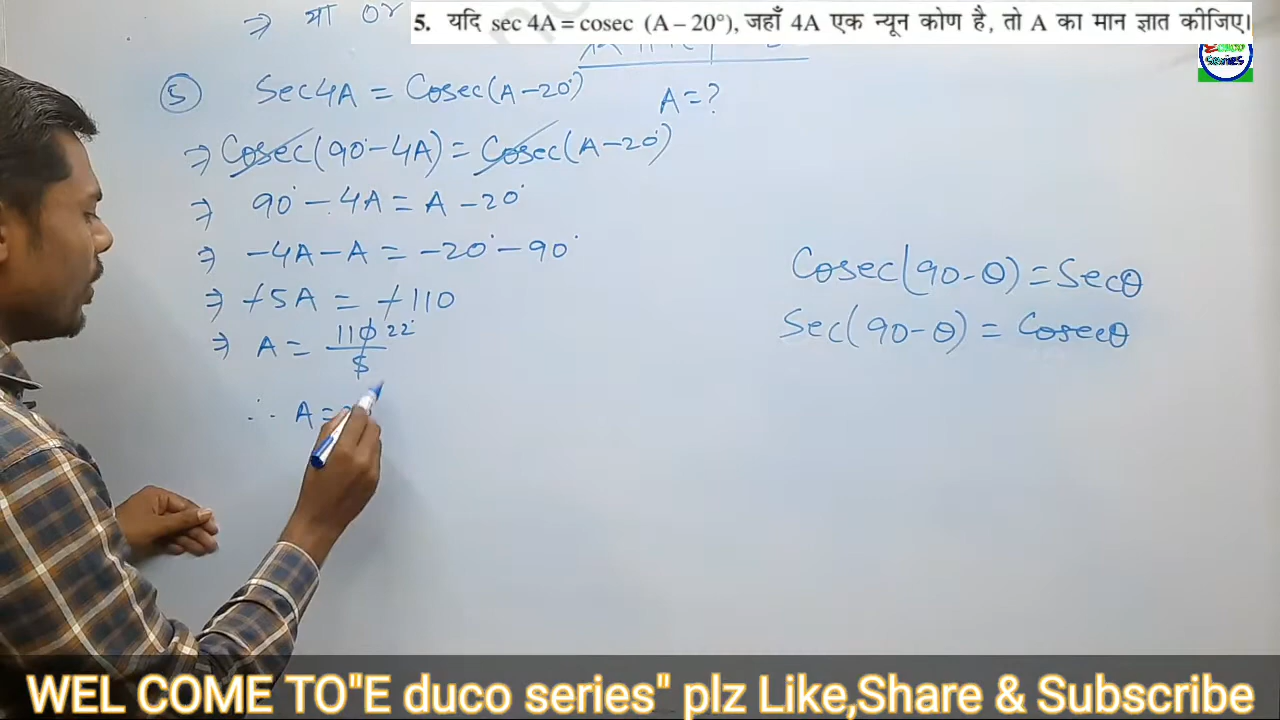 ⇒ या or
5. यदि sec 4A = cosec (A – 20°), जहाँ 4A एक न्यून कोण है, तो A का मान ज्ञात कीजिए।
Educo series
⑤ Sec4A = Cosec(A-20°)
A = ?
⇒ Cosec(90°-4A) = Cosec(A-20°)
⇒ 90° - 4A = A - 20°
⇒ -4A - A = -20° - 90°
⇒ -5A = -110
⇒ A = 110/5 22°
∴ A =
Cosec(90-θ) = Secθ
Sec(90-θ) = Cosecθ
WEL COME TO"E duco series" plz Like,Share & Subscribe